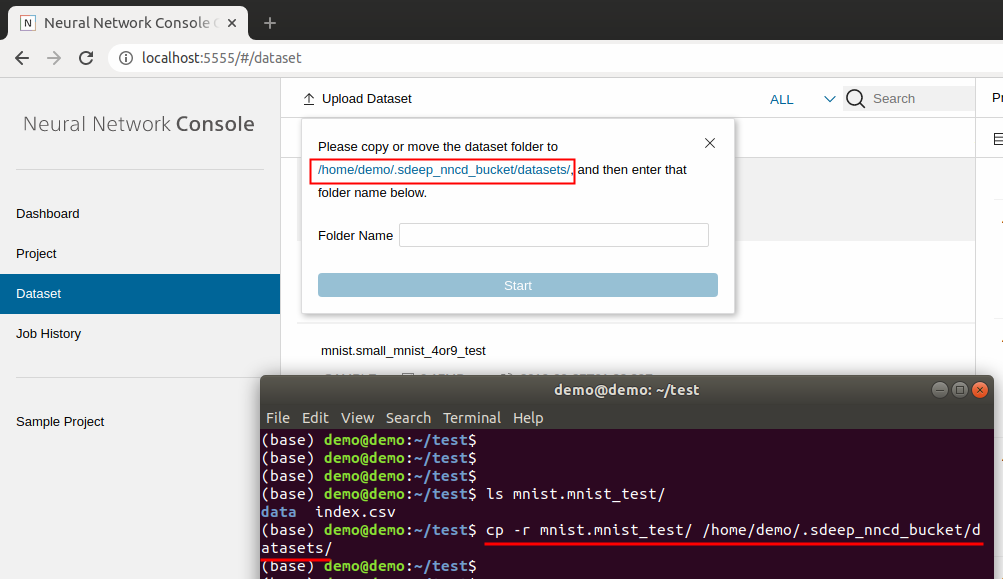 N Neural Network Console
localhost:5555/#/dataset
Neural Network Console
Dashboard
Project
Dataset
Job History
Sample Project
Upload Dataset
ALL
Search
Please copy or move the dataset folder to
/home/demo/.sdeep_nncd_bucket/datasets/, and then enter that
folder name below.
Folder Name
Start
mnist.small_mnist_4or9_test
demo@demo: ~/test
File Edit View Search Terminal Help
(base) demo@demo:~/test$
(base) demo@demo:~/test$
(base) demo@demo:~/test$
(base) demo@demo:~/test$ ls mnist.mnist_test/
data index.csv
(base) demo@demo:~/test$ cp -r mnist.mnist_test/ /home/demo/.sdeep_nncd_bucket/d
atasets/
(base) demo@demo:~/test$